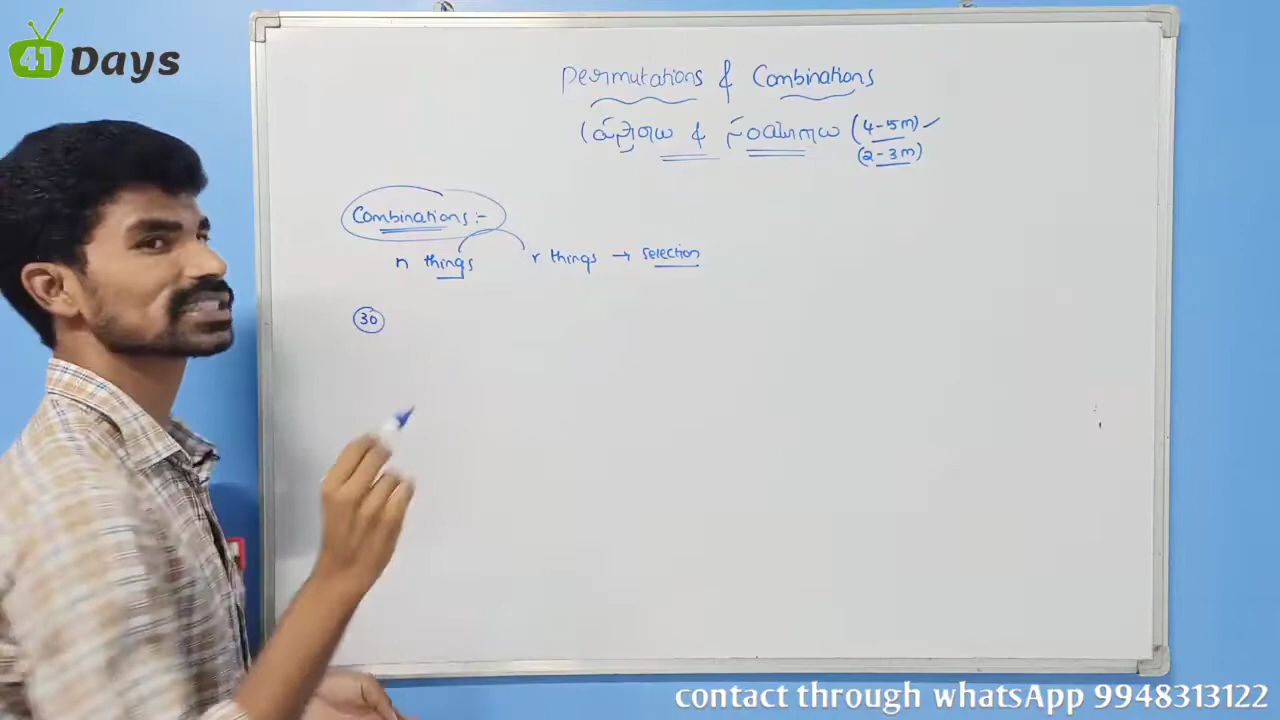 41 Days
Permutations & Combinations
& (4-5m)
(2-3m)
Combinations :-
n things r things → selection
30
contact through whatsApp 9948313122